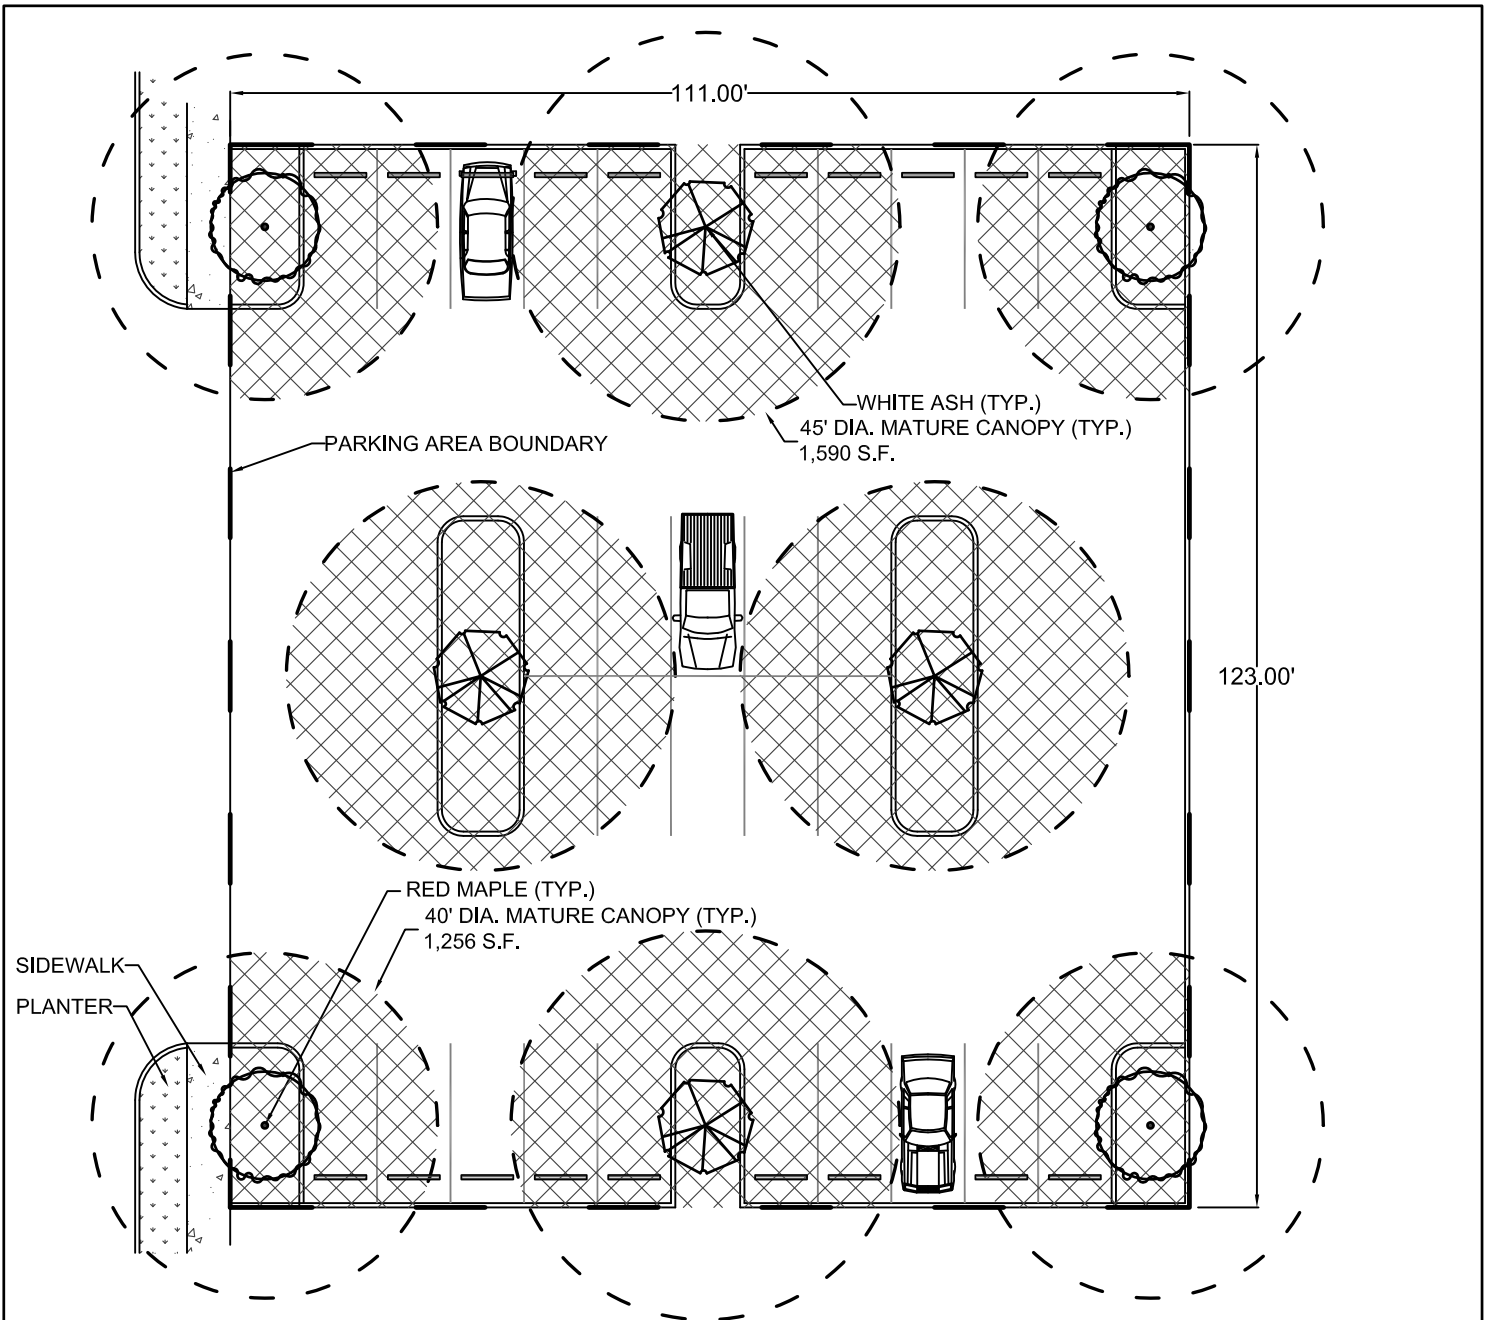 111.00'
WHITE ASH (TYP.)
45' DIA. MATURE CANOPY (TYP.)
1,590 S.F.
PARKING AREA BOUNDARY
123.00'
RED MAPLE (TYP.)
40' DIA. MATURE CANOPY (TYP.)
1,256 S.F.
SIDEWALK
PLANTER